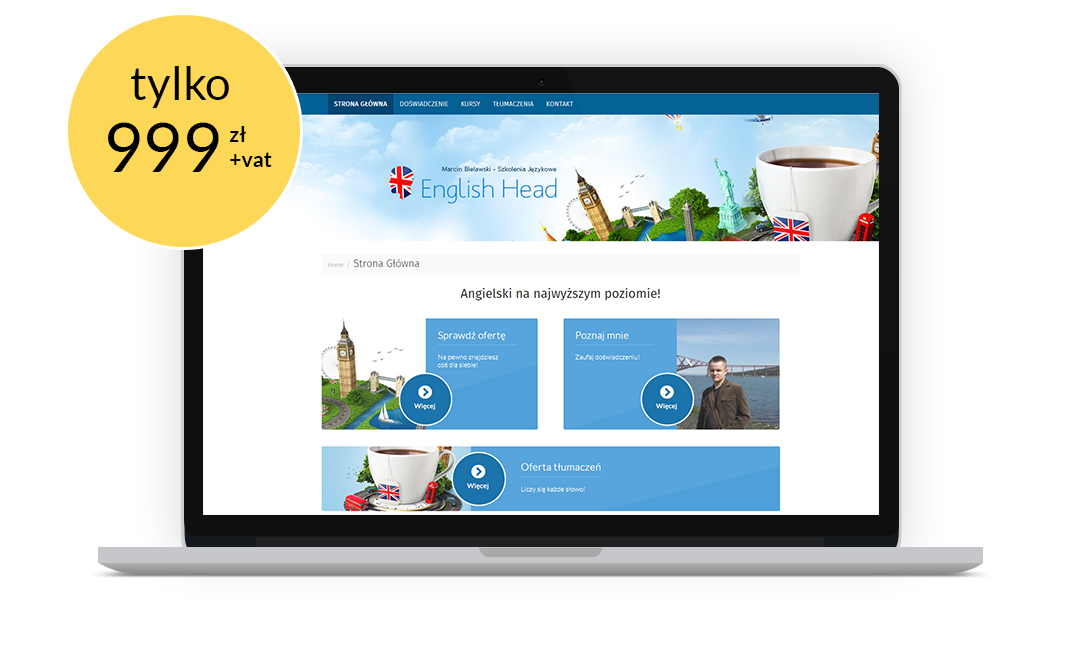 tylko
999 zł
+vat
STRONA GŁÓWNA DOŚWIADCZENIE KURSY TŁUMACZENIA KONTAKT
Marcin Bielawski - Szkolenia Językowe
English Head
Home / Strona Główna
Angielski na najwyższym poziomie!
Sprawdź ofertę
Na pewno znajdziesz
coś dla siebie!
Więcej
Poznaj mnie
Zaufaj doświadczeniu!
Więcej
Oferta tłumaczeń
Liczy się każde słowo!
Więcej